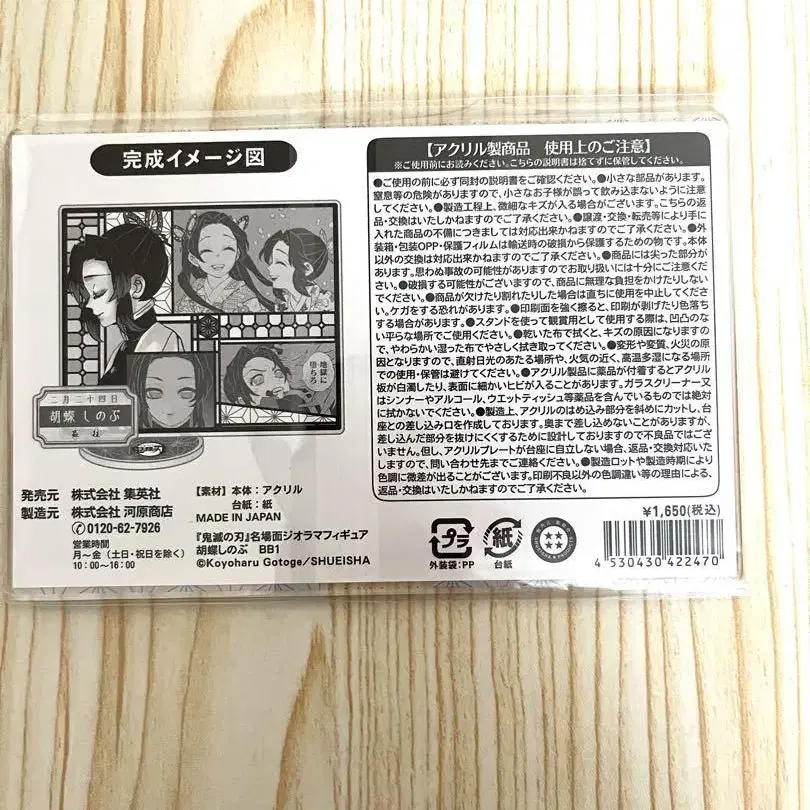 完成イメージ図
地獄に
堕ちろ
二月二十四日
胡蝶しのぶ
蟲柱
発売元 株式会社 集英社
製造元 株式会社 河原商店
0120-62-7926
営業時間
月～金（土日・祝日を除く）
10：00～16：00
【素材】本体：アクリル
台紙：紙
MADE IN JAPAN
『鬼滅の刃』名場面ジオラマフィギュア
胡蝶しのぶ BB1
©Koyoharu Gotoge/SHUEISHA
【アクリル製商品 使用上のご注意】
※ご使用前にお読みください。こちらの説明書は捨てずに保管してください。
●ご使用の前に必ず同封の説明書をご確認ください。●小さな部品があります。
窒息等の危険がありますので、小さなお子様が誤って飲み込まないように注意
してください。●製造工程上、微細なキズが入る場合がございます。こちらの返
品・交換はいたしかねますのでご了承ください。●譲渡・交換・転売等により手に
入れた商品の不備につきましては対応出来かねますのでご了承ください。●外
装箱・包装OPP・保護フィルムは輸送時の破損から保護するための物です。本体
以外の交換は対応出来かねますのでご了承ください。●商品には尖った部分が
あります。思わぬ事故の可能性がありますのでお取り扱いには十分にご注意くださ
い。●破損する可能性がございますので、商品に無理な負担をかけたりしない
でください。●商品が欠けたり割れたりした場合は直ちに使用を中止してくださ
い。ケガをする恐れがあります。●印刷面を強く擦ると、印刷が剥げたり色落ち
する場合があります。●スタンドを使って観賞用として使用する際は、凹凸のな
い平らな場所でご使用ください。●乾いた布で拭くと、キズの原因になりますの
で、やわらかい湿った布でやさしく拭き取ってください。●変形や変質、火災の原
因となりますので、直射日光のあたる場所や、火気の近く、高温多湿になる場所
での使用・保管は避けてください。●アクリル製品に薬品が付着するとアクリル
板が白濁したり、表面に細かいヒビが入ることがあります。ガラスクリーナー又
はシンナーやアルコール、ウエットティッシュ等薬品を含んでいるものでは絶対
に拭かないでください。●製造上、アクリルのはめ込み部分を斜めにカットし、台
座との差し込み口を作成しております。奥まで差し込めないことがありますが、
差し込んだ部分を抜けにくくするために設計しておりますので不良品ではござ
いません。但し、アクリルプレートが台座に自立しない場合、返品・交換対応いた
しますので、問い合わせ先までご連絡ください。●製造ロットや製造時期により
色調に微差が出ることがございます。印刷不良以外の色調違い等の理由による、
返品・交換はいたしかねますのでご了承ください。
¥1,650(税込)
プラ
外装袋：PP
紙
台紙
4 530430 422470